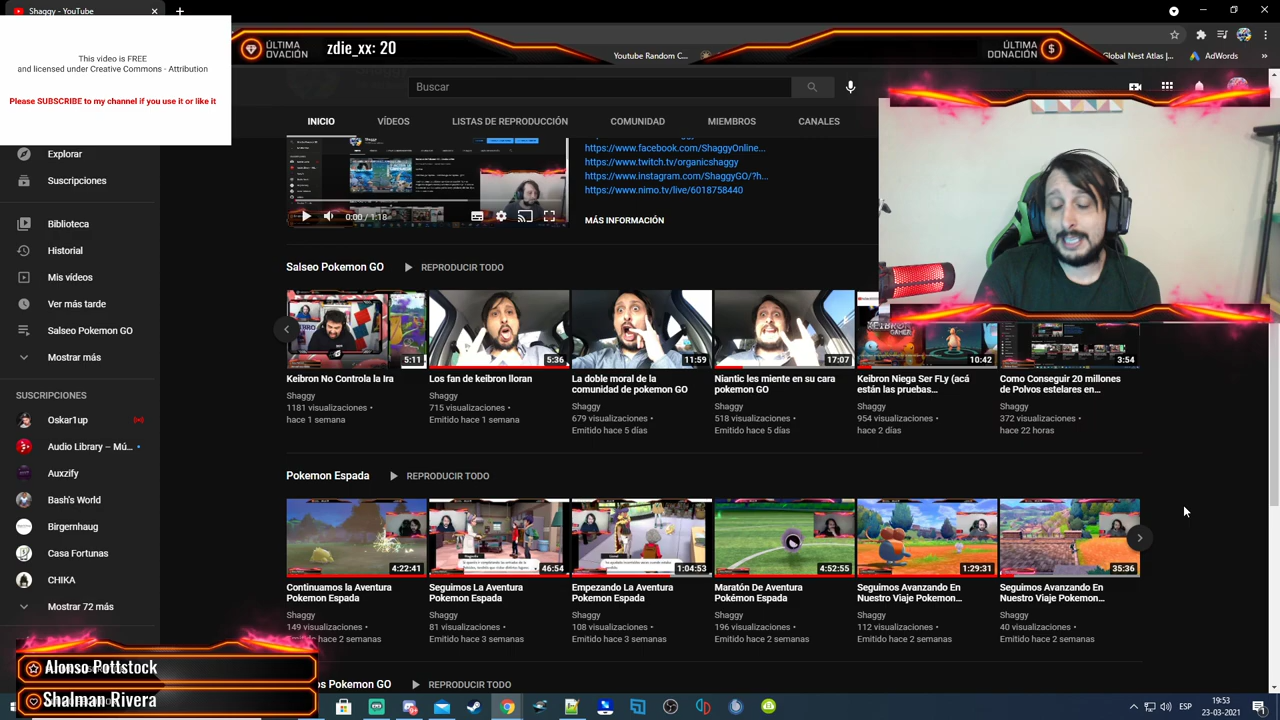 Shaggy - YouTube
This video is FREE
and licensed under Creative Commons - Attribution
Please SUBSCRIBE to my channel if you use it or like it
ÚLTIMA
OVACIÓN
zdie_xx: 20
Youtube Random C...
ÚLTIMA
DONACIÓN
Global Nest Atlas |...
AdWords
Buscar
INICIO
VÍDEOS
LISTAS DE REPRODUCCIÓN
COMUNIDAD
MIEMBROS
CANALES
Explorar
Suscripciones
Biblioteca
Historial
Mis vídeos
Ver más tarde
Salseo Pokemon GO
Mostrar más
SUSCRIPCIONES
Oskar1up
Audio Library – Mú...
Auxzify
Bash's World
Birgernhaug
Casa Fortunas
CHIKA
Mostrar 72 más
https://www.facebook.com/ShaggyOnline...
https://www.twitch.tv/organicshaggy
https://www.instagram.com/ShaggyGO/?h...
https://www.nimo.tv/live/6018758440
0:00 / 1:18
MÁS INFORMACIÓN
Salseo Pokemon GO
REPRODUCIR TODO
5:11
5:36
11:59
17:07
10:42
3:54
Keibron No Controla la Ira
Shaggy
1181 visualizaciones •
hace 1 semana
Los fan de keibron lloran
Shaggy
715 visualizaciones •
Emitido hace 1 semana
La doble moral de la
comunidad de pokemon GO
Shaggy
679 visualizaciones •
Emitido hace 5 días
Niantic les miente en su cara
pokemon GO
Shaggy
518 visualizaciones •
Emitido hace 5 días
Keibron Niega Ser FLy (acá
están las pruebas...
Shaggy
954 visualizaciones •
hace 2 días
Como Conseguir 20 millones
de Polvos estelares en...
Shaggy
372 visualizaciones •
hace 22 horas
Pokemon Espada
REPRODUCIR TODO
4:22:41
46:54
1:04:53
4:52:55
1:29:31
35:36
Continuamos la Aventura
Pokemon Espada
Shaggy
149 visualizaciones •
hace 2 semanas
Seguimos La Aventura
Pokemon Espada
Shaggy
81 visualizaciones •
Emitido hace 3 semanas
Empezando La Aventura
Pokemon Espada
Shaggy
108 visualizaciones •
Emitido hace 3 semanas
Maratón De Aventura
Pokémon Espada
Shaggy
196 visualizaciones •
Emitido hace 2 semanas
Seguimos Avanzando En
Nuestro Viaje Pokemon...
Shaggy
112 visualizaciones •
Emitido hace 2 semanas
Seguimos Avanzando En
Nuestro Viaje Pokemon...
Shaggy
40 visualizaciones •
Emitido hace 2 semanas
Alonso Pottstock
Shalman Rivera
os Pokemon GO
REPRODUCIR TODO
ESP
19:53
23-03-2021